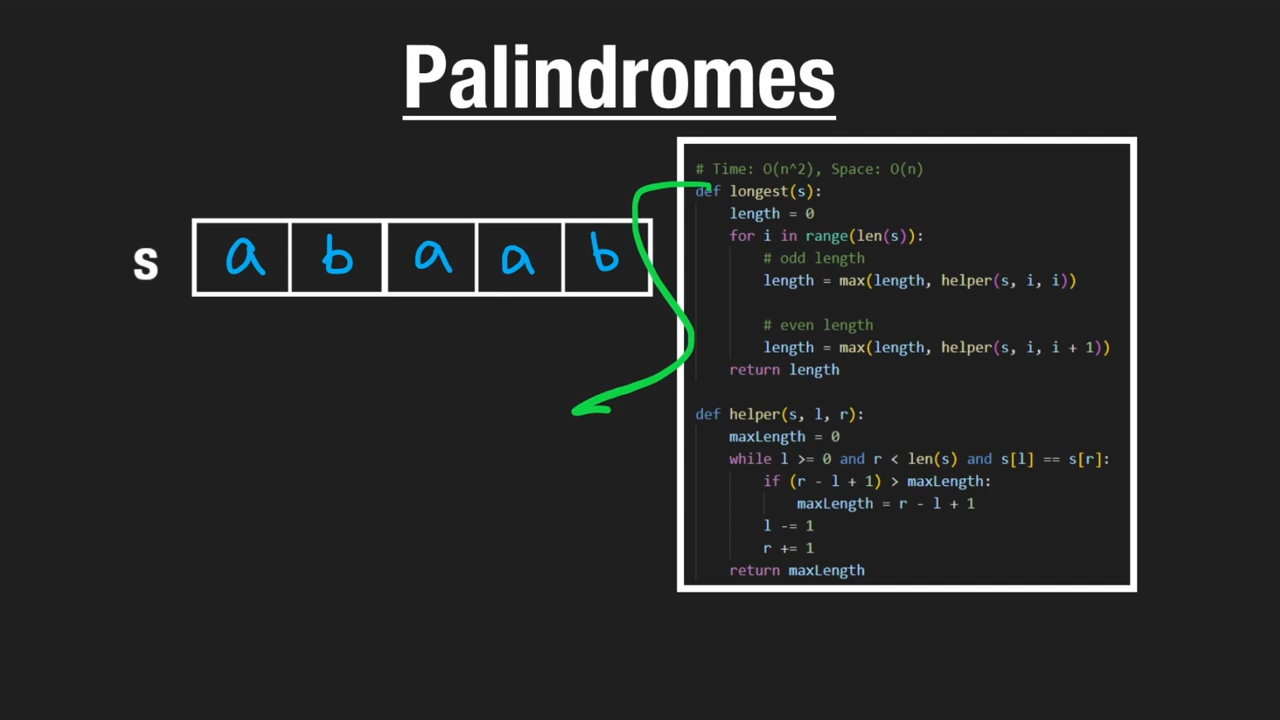 Palindromes
s a b a a b
# Time: O(n^2), Space: O(n)
def longest(s):
    length = 0
    for i in range(len(s)):
        # odd length
        length = max(length, helper(s, i, i))

        # even length
        length = max(length, helper(s, i, i + 1))
    return length

def helper(s, l, r):
    maxLength = 0
    while l >= 0 and r < len(s) and s[l] == s[r]:
        if (r - l + 1) > maxLength:
            maxLength = r - l + 1
        l -= 1
        r += 1
    return maxLength